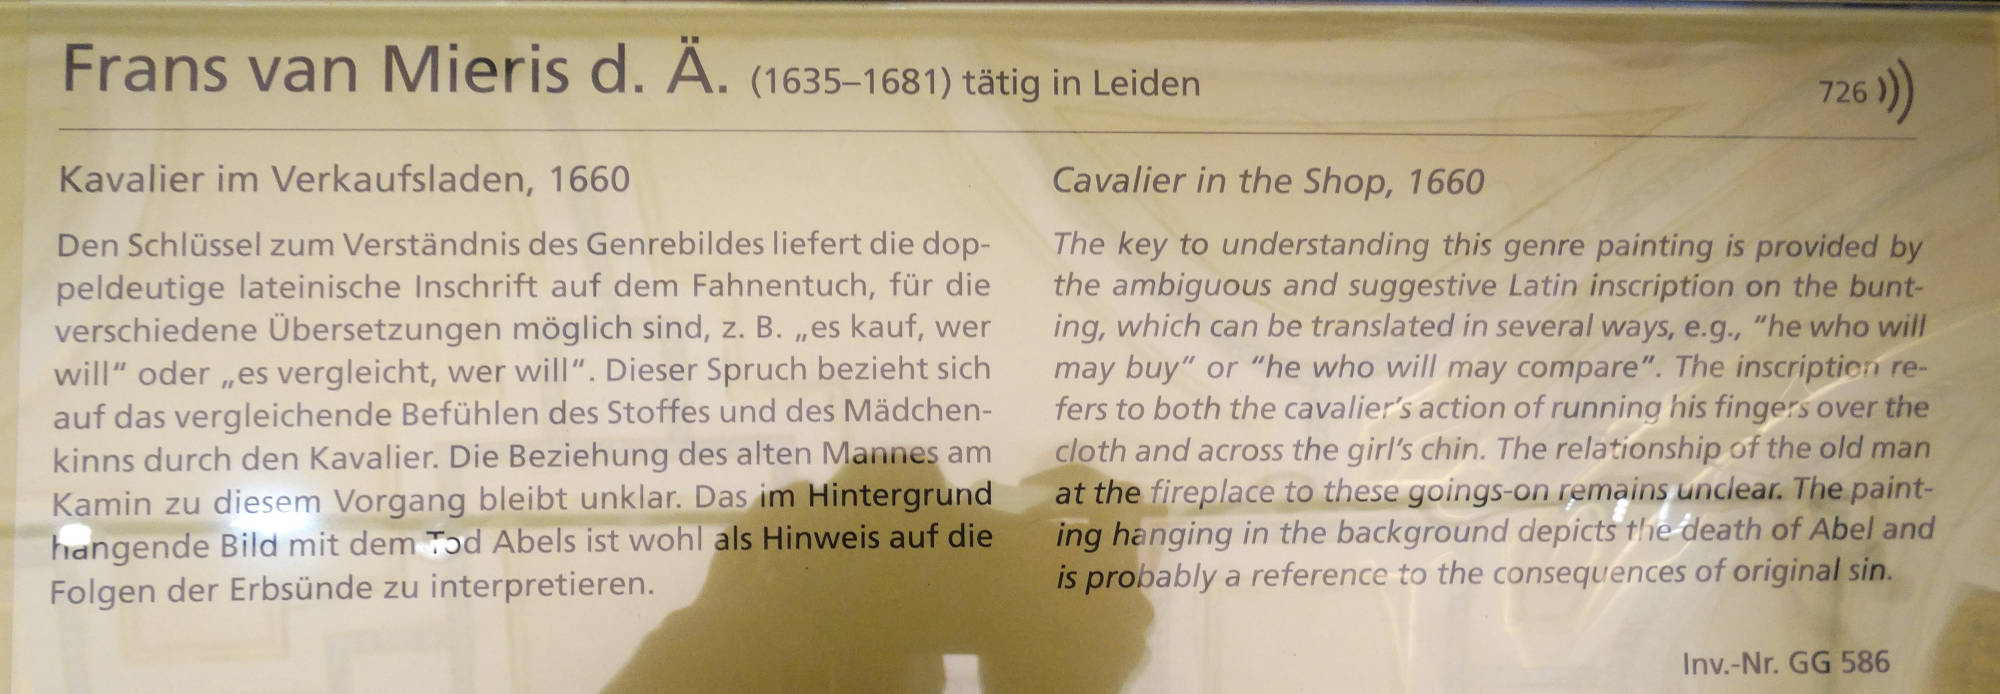 Frans van Mieris d. Ä. (1635–1681) tätig in Leiden
726
Kavalier im Verkaufsladen, 1660
Den Schlüssel zum Verständnis des Genrebildes liefert die dop-
peldeutige lateinische Inschrift auf dem Fahnentuch, für die
verschiedene Übersetzungen möglich sind, z. B. „es kauf, wer
will“ oder „es vergleicht, wer will“. Dieser Spruch bezieht sich
auf das vergleichende Befühlen des Stoffes und des Mädchen-
kinns durch den Kavalier. Die Beziehung des alten Mannes am
Kamin zu diesem Vorgang bleibt unklar. Das im Hintergrund
hängende Bild mit dem Tod Abels ist wohl als Hinweis auf die
Folgen der Erbsünde zu interpretieren.
Cavalier in the Shop, 1660
The key to understanding this genre painting is provided by
the ambiguous and suggestive Latin inscription on the bunt-
ing, which can be translated in several ways, e.g., “he who will
may buy” or “he who will may compare”. The inscription re-
fers to both the cavalier’s action of running his fingers over the
cloth and across the girl’s chin. The relationship of the old man
at the fireplace to these goings-on remains unclear. The paint-
ing hanging in the background depicts the death of Abel and
is probably a reference to the consequences of original sin.
Inv.-Nr. GG 586